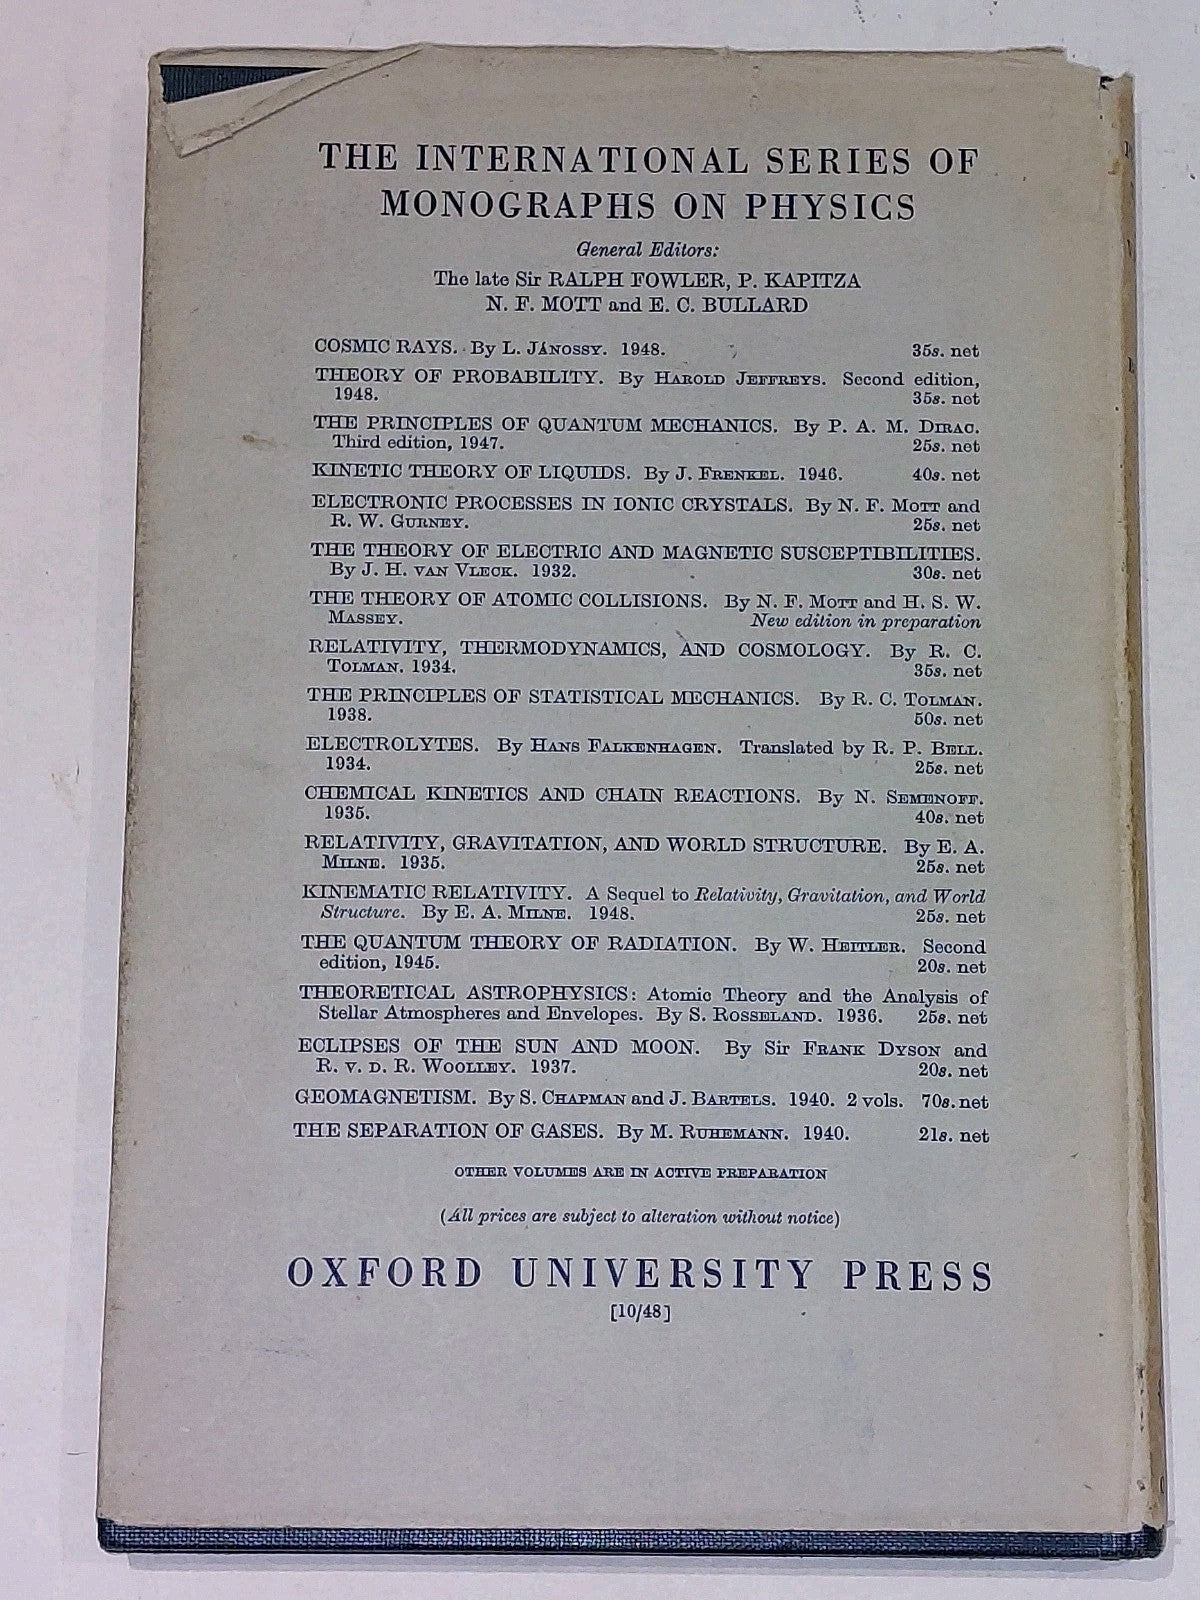 THE INTERNATIONAL SERIES OF
MONOGRAPHS ON PHYSICS
General Editors:
The late Sir RALPH FOWLER, P. KAPITZA
N. F. MOTT and E. C. BULLARD
COSMIC RAYS. By L. JÁNOSSY. 1948. 35s. net
THEORY OF PROBABILITY. By HAROLD JEFFREYS. Second edition,
1948. 35s. net
THE PRINCIPLES OF QUANTUM MECHANICS. By P. A. M. DIRAC.
Third edition, 1947. 25s. net
KINETIC THEORY OF LIQUIDS. By J. FRENKEL. 1946. 40s. net
ELECTRONIC PROCESSES IN IONIC CRYSTALS. By N. F. MOTT and
R. W. GURNEY. 25s. net
THE THEORY OF ELECTRIC AND MAGNETIC SUSCEPTIBILITIES.
By J. H. VAN VLECK. 1932. 30s. net
THE THEORY OF ATOMIC COLLISIONS. By N. F. MOTT and H. S. W.
MASSEY. New edition in preparation
RELATIVITY, THERMODYNAMICS, AND COSMOLOGY. By R. C.
TOLMAN. 1934. 35s. net
THE PRINCIPLES OF STATISTICAL MECHANICS. By R. C. TOLMAN.
1938. 50s. net
ELECTROLYTES. By HANS FALKENHAGEN. Translated by R. P. BELL.
1934. 25s. net
CHEMICAL KINETICS AND CHAIN REACTIONS. By N. SEMENOFF.
1935. 40s. net
RELATIVITY, GRAVITATION, AND WORLD STRUCTURE. By E. A.
MILNE. 1935. 25s. net
KINEMATIC RELATIVITY. A Sequel to Relativity, Gravitation, and World
Structure. By E. A. MILNE. 1948. 25s. net
THE QUANTUM THEORY OF RADIATION. By W. HEITLER. Second
edition, 1945. 20s. net
THEORETICAL ASTROPHYSICS: Atomic Theory and the Analysis of
Stellar Atmospheres and Envelopes. By S. ROSSELAND. 1936. 25s. net
ECLIPSES OF THE SUN AND MOON. By Sir FRANK DYSON and
R. V. D. R. WOOLLEY. 1937. 20s. net
GEOMAGNETISM. By S. CHAPMAN and J. BARTELS. 1940. 2 vols. 70s. net
THE SEPARATION OF GASES. By M. RUHEMANN. 1940. 21s. net
OTHER VOLUMES ARE IN ACTIVE PREPARATION
(All prices are subject to alteration without notice)
OXFORD UNIVERSITY PRESS
[10/48]